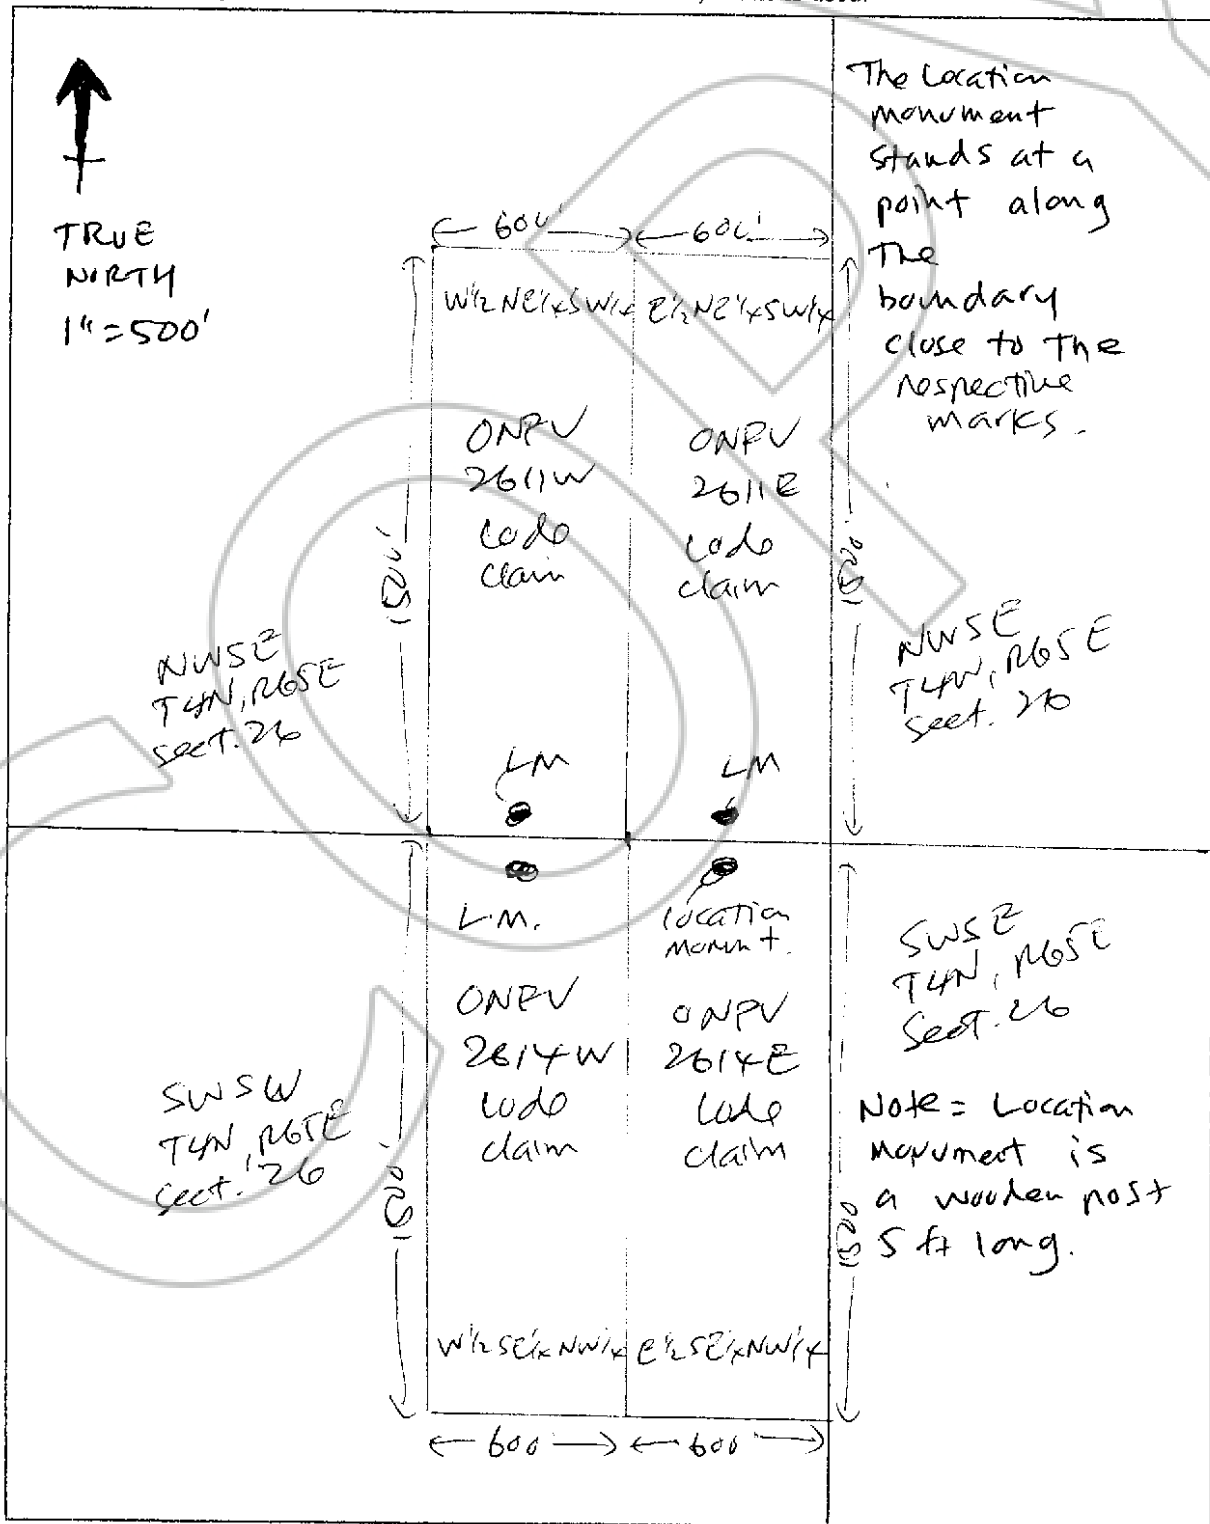 TRUE
NORTH
1" = 500'
The Location
monument
stands at a
point along
The
boundary
close to the
respective
marks.
600' 600'
W½NE¼SW¼ E½NE¼SW¼
ONPV
2611W
Lode
claim
ONPV
2611E
Lode
claim
1500'
1500'
NWSE
T4N, R65E
sect. 26
NWSE
T4N, R65E
sect. 26
LM
LM
L.M.
Location
monumt.
ONPV
2614W
Lode
claim
ONPV
2614E
Lode
claim
SWSW
T4N, R65E
sect. 26
SWSE
T4N, R65E
Sect. 26
1500'
1500
Note = Location
Monument is
a wooden post
5 ft long.
W½SE¼NW¼ E½SE¼NW¼
600 600
COPY